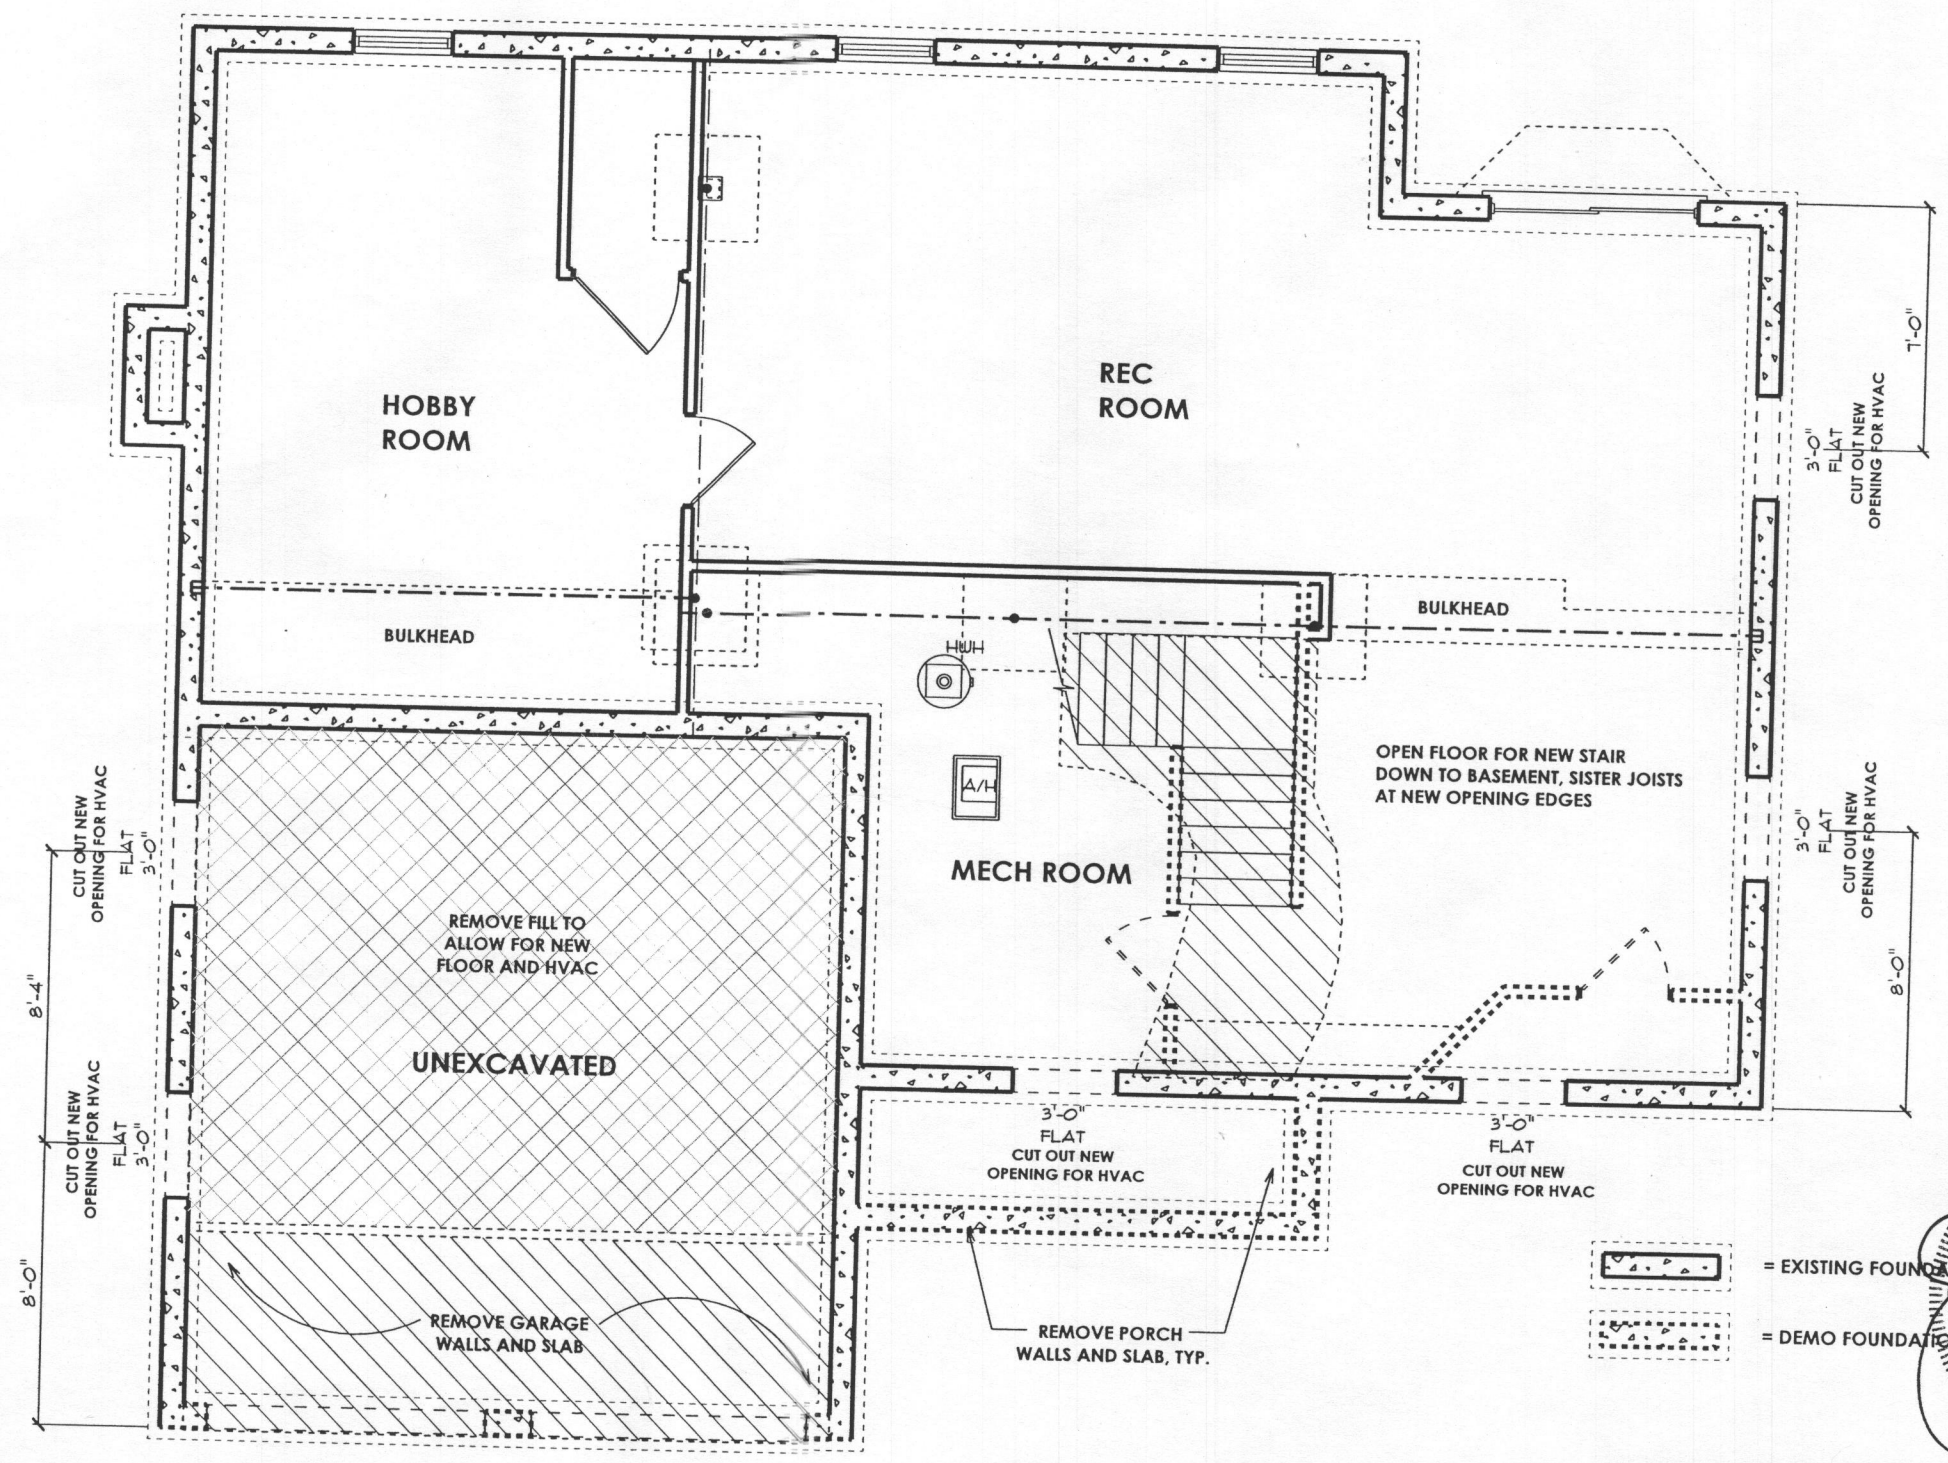 HOBBY
ROOM
REC
ROOM
7'-0"
3'-0"
FLAT
CUT OUT NEW
OPENING FOR HVAC
BULKHEAD
BULKHEAD
HWH
A/H
MECH ROOM
OPEN FLOOR FOR NEW STAIR
DOWN TO BASEMENT, SISTER JOISTS
AT NEW OPENING EDGES
CUT OUT NEW
OPENING FOR HVAC
FLAT
3'-0"
3'-0"
FLAT
CUT OUT NEW
OPENING FOR HVAC
REMOVE FILL TO
ALLOW FOR NEW
FLOOR AND HVAC
8'-4"
8'-0"
UNEXCAVATED
CUT OUT NEW
OPENING FOR HVAC
FLAT
3'-0"
3'-0"
FLAT
CUT OUT NEW
OPENING FOR HVAC
3'-0"
FLAT
CUT OUT NEW
OPENING FOR HVAC
8'-0"
REMOVE GARAGE
WALLS AND SLAB
REMOVE PORCH
WALLS AND SLAB, TYP.
= EXISTING
= DEMO